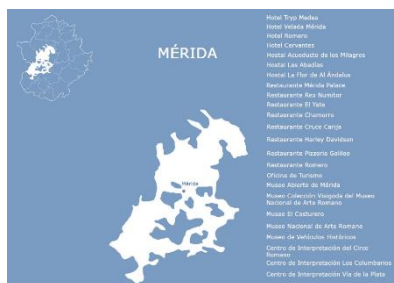 MÉRIDA
Mérida
Hotel Tryp Medea
Hotel Velada Mérida
Hotel Romero
Hotel Cervantes
Hostal Acueducto de los Milagros
Hostal Las Abadías
Hostal La Flor de Al Ándalus
Restaurante Mérida Palace
Restaurante Rex Numitor
Restaurante El Yate
Restaurante Chamorro
Restaurante Cruce Canje
Restaurante Harley Davidson
Restaurante Pizzeria Galileo
Restaurante Romero
Oficina de Turismo
Museo Abierto de Mérida
Museo Colección Visigoda del Museo
Nacional de Arte Romano
Museo El Costurero
Museo Nacional de Arte Romano
Museo de Vehículos Históricos
Centro de Interpretación del Circo
Romano
Centro de Interpretación Los Columbarios
Centro de Interpretación Vía de la Plata